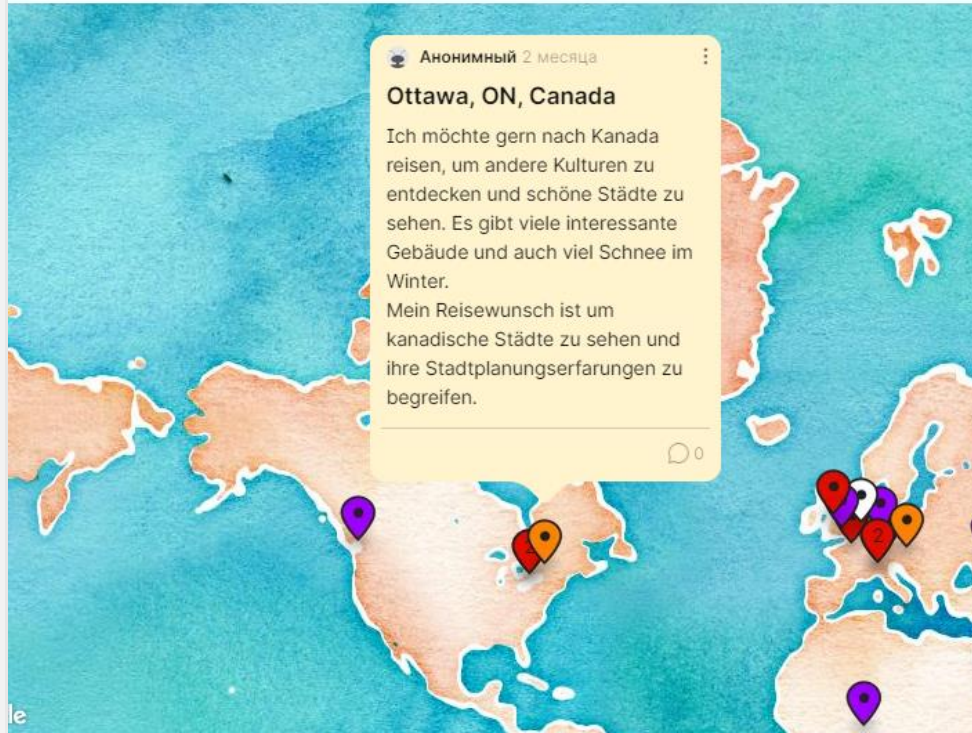 Анонимный 2 месяца
Ottawa, ON, Canada
Ich möchte gern nach Kanada
reisen, um andere Kulturen zu
entdecken und schöne Städte zu
sehen. Es gibt viele interessante
Gebäude und auch viel Schnee im
Winter.
Mein Reisewunsch ist um
kanadische Städte zu sehen und
ihre Stadtplanungserfarungen zu
begreifen.
0
2
le